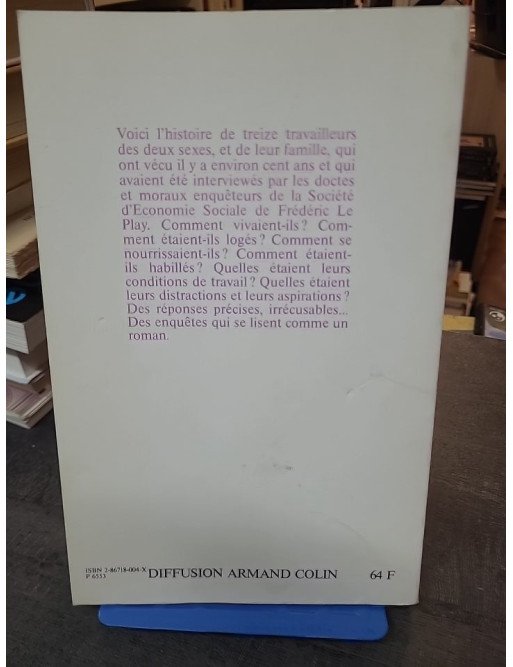 Voici l'histoire de treize travailleurs
des deux sexes, et de leur famille, qui
ont vécu il y a environ cent ans et qui
avaient été interviewés par les doctes
et moraux enquêteurs de la Société
d'Economie Sociale de Frédéric Le
Play. Comment vivaient-ils? Com-
ment étaient-ils logés? Comment se
nourrissaient-ils? Comment étaient-
ils habillés? Quelles étaient leurs
conditions de travail? Quelles étaient
leurs distractions et leurs aspirations?
Des réponses précises, irrécusables...
Des enquêtes qui se lisent comme un
roman.
ISBN 2-86718-004-X
P 6533
DIFFUSION ARMAND COLIN
64 F